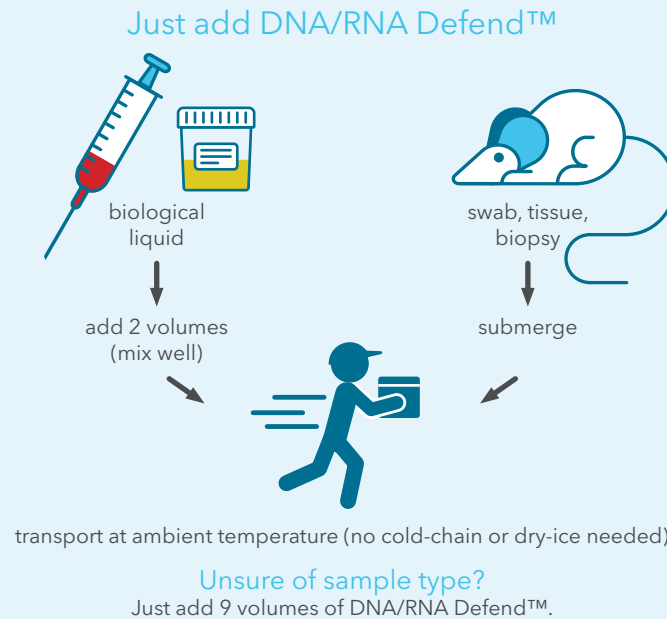 Just add DNA/RNA Defend™
biological
liquid
swab, tissue,
biopsy
add 2 volumes
(mix well)
submerge
transport at ambient temperature (no cold-chain or dry-ice needed)
Unsure of sample type?
Just add 9 volumes of DNA/RNA Defend™.